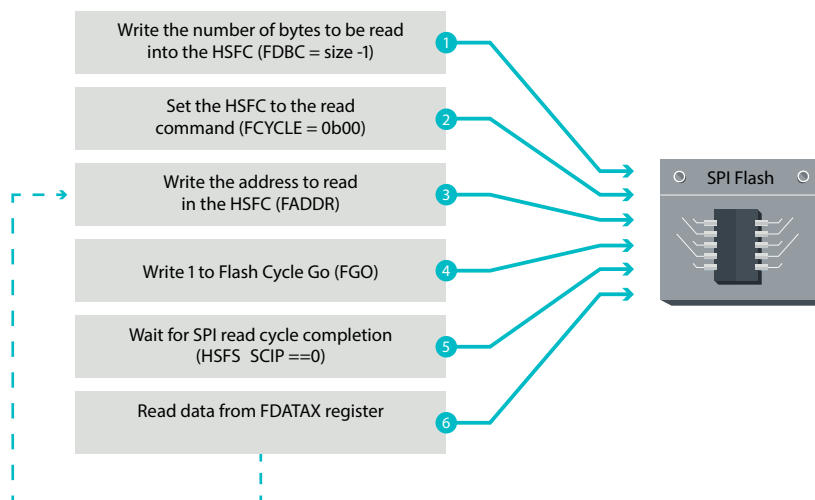 Write the number of bytes to be read
into the HSFC (FDBC = size -1)
1
Set the HSFC to the read
command (FCYCLE = 0b00)
2
Write the address to read
in the HSFC (FADDR)
3
Write 1 to Flash Cycle Go (FGO)
4
Wait for SPI read cycle completion
(HSFS SCIP ==0)
5
Read data from FDATAX register
6
SPI Flash